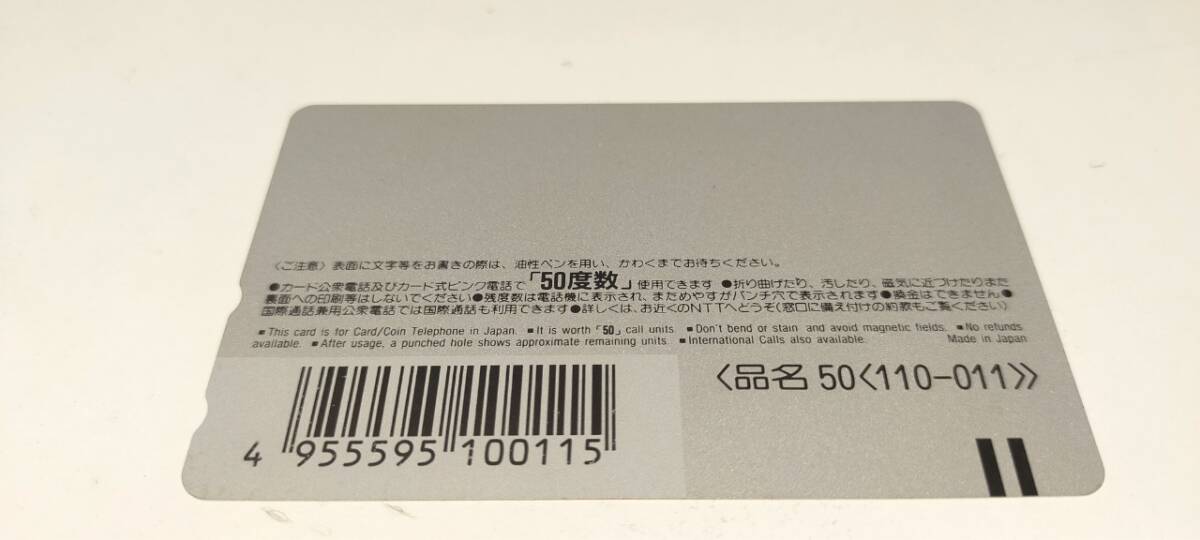 〈ご注意〉表面に文字等をお書きの際は、油性ペンを用い、かわくまでお待ちください。
●カード公衆電話及びカード式ピンク電話で「50度数」使用できます ●折り曲げたり、汚したり、磁気に近づけたりまた
裏面への印刷等はしないでください●残度数は電話機に表示され、まためやすがパンチ穴で表示されます●換金はできません●
国際通話兼用公衆電話では国際通話も利用できます●詳しくは、お近くのNTTへどうぞ(窓口に備え付けの約款もご覧ください)
■This card is for Card/Coin Telephone in Japan. ■It is worth「50」call units. ■Don't bend or stain and avoid magnetic fields. ■No refunds
available. ■After usage, a punched hole shows approximate remaining units. ■International Calls also available. Made in Japan
〈品名 50〈110-011〉〉
4 955595 100115